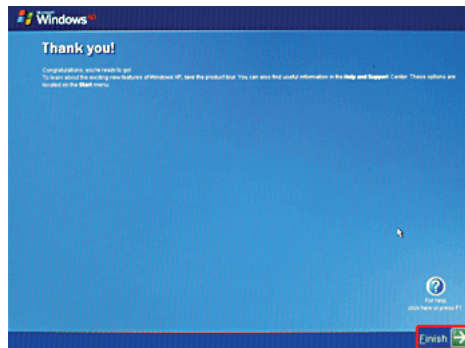 Microsoft
Windows xp
Thank you!
Congratulations, you're ready to go!
To learn about the exciting new features of Windows XP, take the product tour. You can also find useful information in the Help and Support Center. These options are
located on the Start menu.
For help,
click here or press F1
Finish